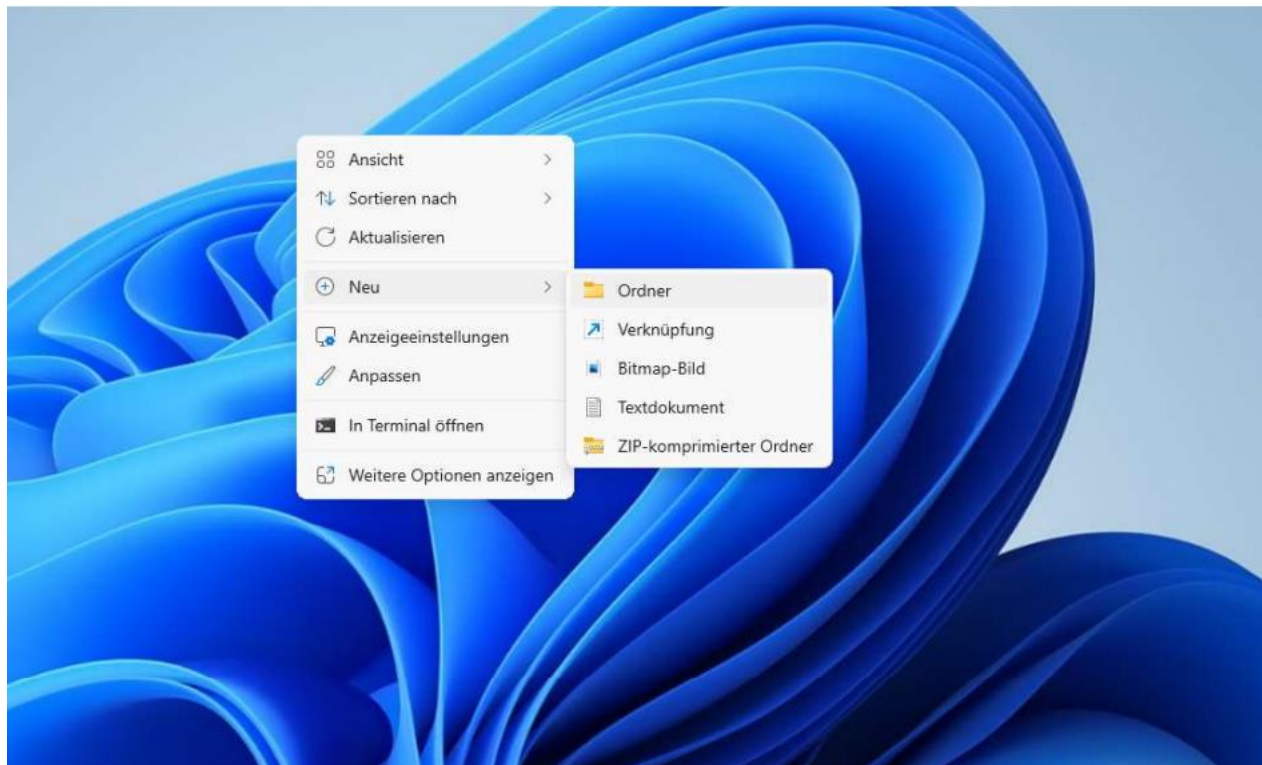 Ansicht
Sortieren nach
Aktualisieren
Neu
Anzeigeeinstellungen
Anpassen
In Terminal öffnen
Weitere Optionen anzeigen
Ordner
Verknüpfung
Bitmap-Bild
Textdokument
ZIP-komprimierter Ordner